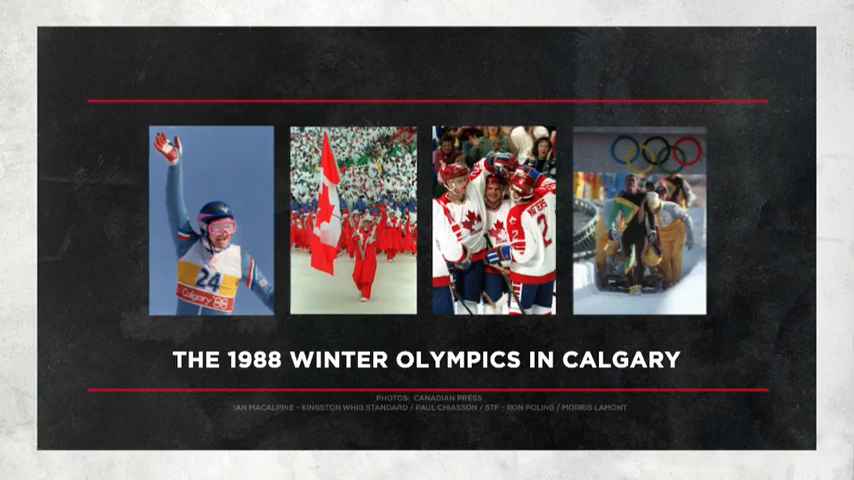 24
Calgary '88
2
THE 1988 WINTER OLYMPICS IN CALGARY
PHOTOS: CANADIAN PRESS
IAN MACALPINE - KINGSTON WHIG STANDARD / PAUL CHIASSON / STF - RON POLING / MORRIS LAMONT